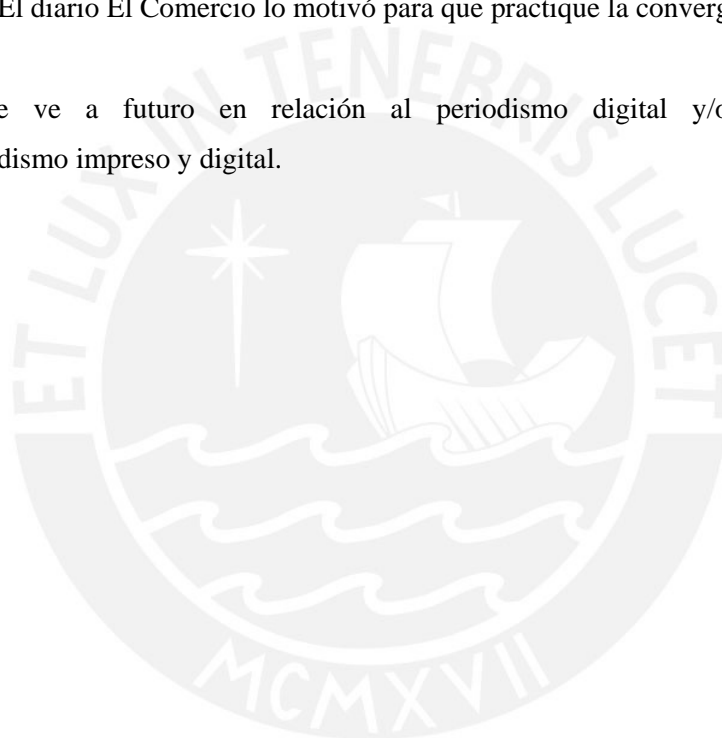 El diario El Comercio lo motivó para que practique la converg
e ve a futuro en relación al periodismo digital y/o
dismo impreso y digital.
ET LUX IN TENEBRIS LUCET
MCMXVII